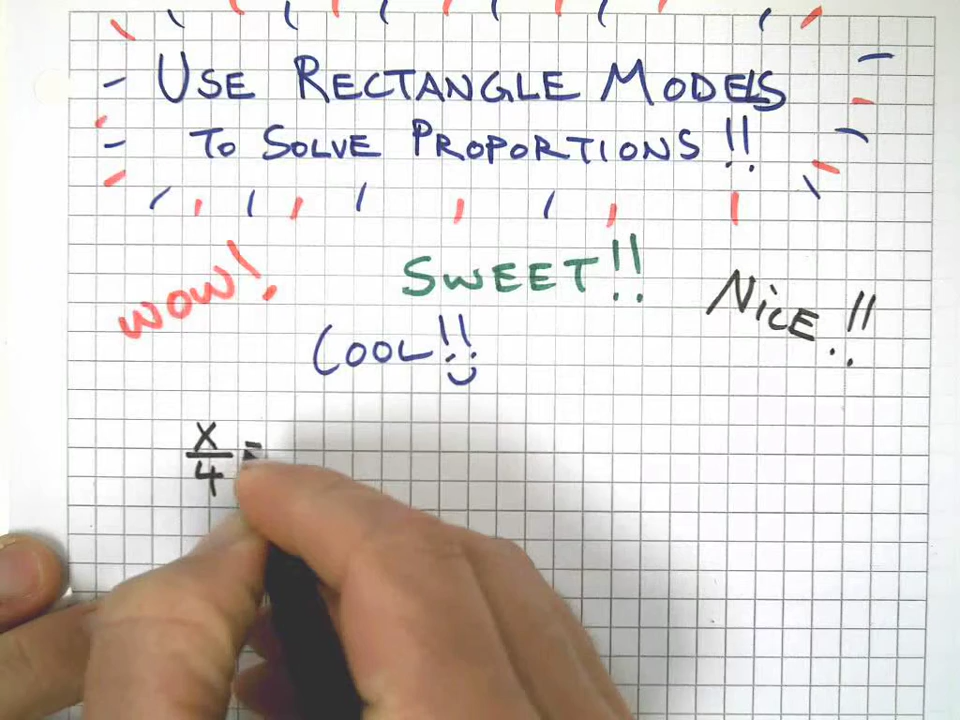 USE RECTANGLE MODELS
TO SOLVE PROPORTIONS!!
WOW!
SWEET!!
NICE!!
COOL!!
x
4
=